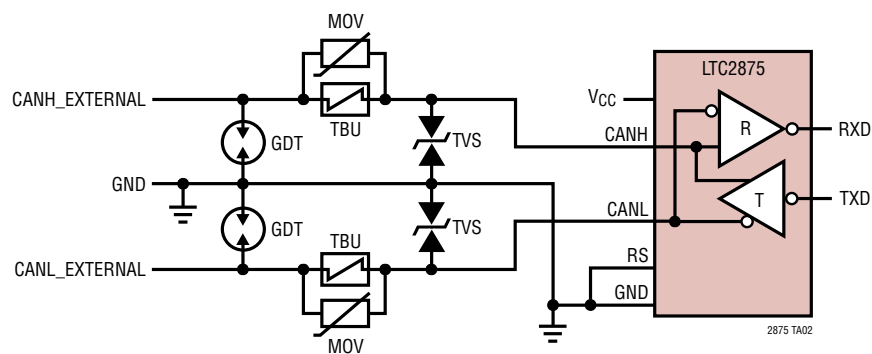 MOV
LTC2875
CANH_EXTERNAL
VCC
TBU
R
RXD
GDT
TVS
CANH
GND
T
TXD
CANL
GDT
TBU
TVS
RS
CANL_EXTERNAL
GND
MOV
2875 TA02